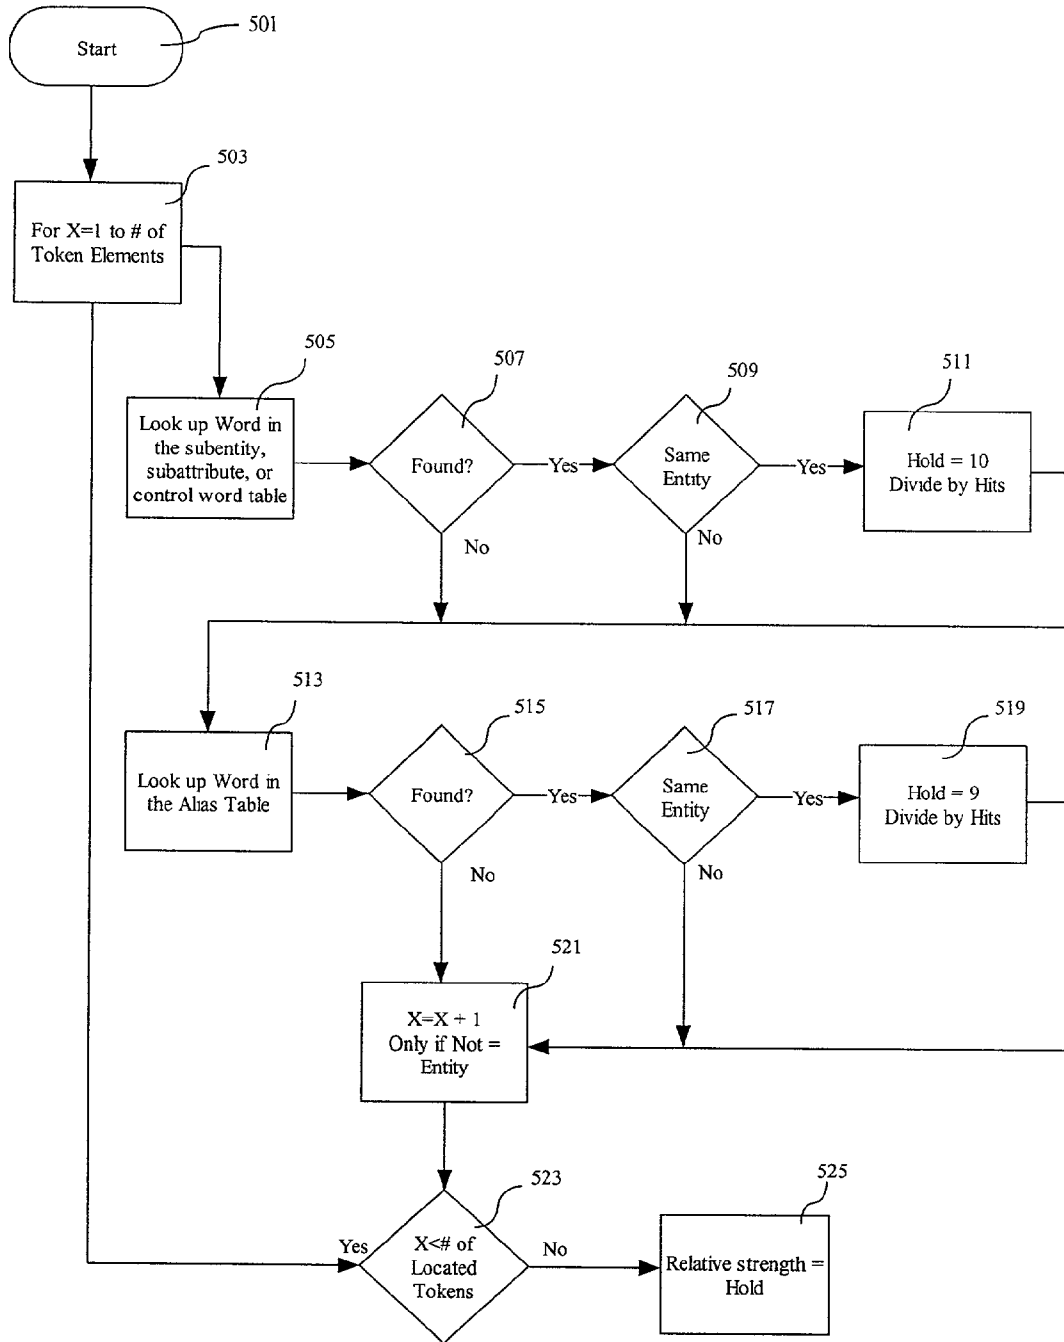 501
Start
503
For X=1 to # of
Token Elements
505
507
509
511
Look up Word in
the subentity,
subattribute, or
control word table
Found?
Yes
Same
Entity
Yes
Hold = 10
Divide by Hits
No
No
513
515
517
519
Look up Word in
the Alias Table
Found?
Yes
Same
Entity
Yes
Hold = 9
Divide by Hits
No
No
521
X=X + 1
Only if Not =
Entity
523
525
Yes
X<# of
Located
Tokens
No
Relative strength =
Hold